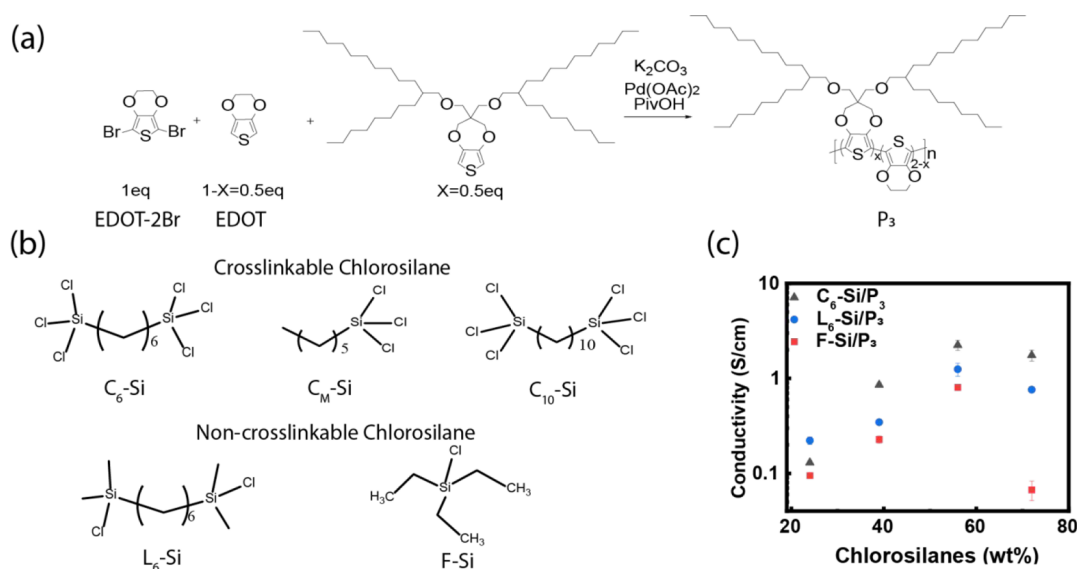 (a)
K₂CO₃
Pd(OAc)₂
PivOH
O O
O O
O O
O O
O O
O O
Br S Br + S + S
S x S 2-x n
O O
1eq 1-X=0.5eq X=0.5eq
EDOT-2Br EDOT P₃
(b)
Crosslinkable Chlorosilane
Cl Cl Cl Si Si Cl Cl Cl 6
C₆-Si
Cl Si Cl Cl 5
C_M-Si
Cl Cl Cl Si Si Cl Cl Cl 10
C₁₀-Si
Non-crosslinkable Chlorosilane
Si Cl Si Cl 6
L₆-Si
Cl Si CH₃ CH₃ CH₃
F-Si
(c)
10
1
0.1
Conductivity (S/cm)
C₆-Si/P₃
L₆-Si/P₃
F-Si/P₃
20 40 60 80
Chlorosilanes (wt%)